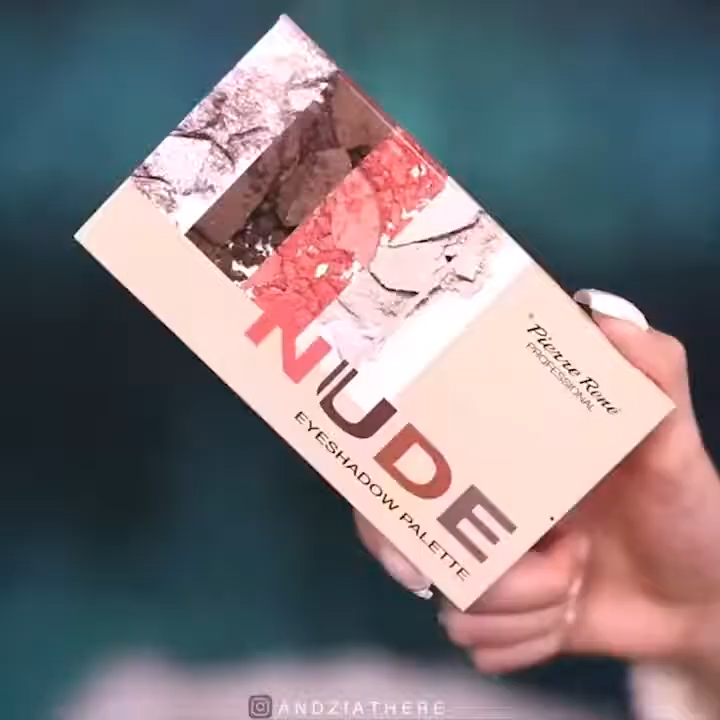 Pierre René
PROFESSIONAL
NUDE
EYESHADOW PALETTE
ANDZIATHERE